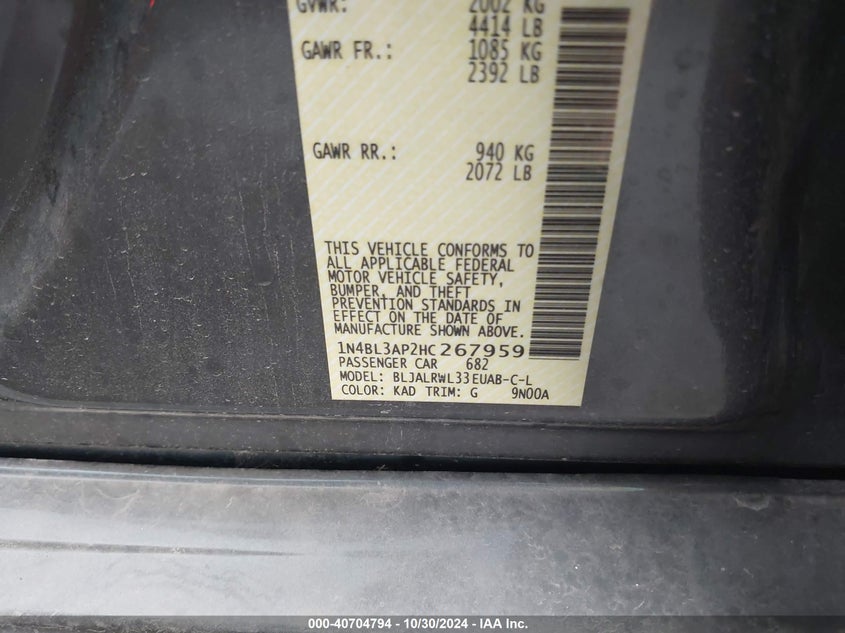 GVWR: 2002 KG
4414 LB
GAWR FR.: 1085 KG
2392 LB
GAWR RR.: 940 KG
2072 LB
THIS VEHICLE CONFORMS TO
ALL APPLICABLE FEDERAL
MOTOR VEHICLE SAFETY,
BUMPER, AND THEFT
PREVENTION STANDARDS IN
EFFECT ON THE DATE OF
MANUFACTURE SHOWN ABOVE.
1N4BL3AP2HC267959
PASSENGER CAR 682
MODEL: BLJALRWL33EUAB-C-L
COLOR: KAD TRIM: G 9N00A
000-40704794 - 10/30/2024 - IAA Inc.